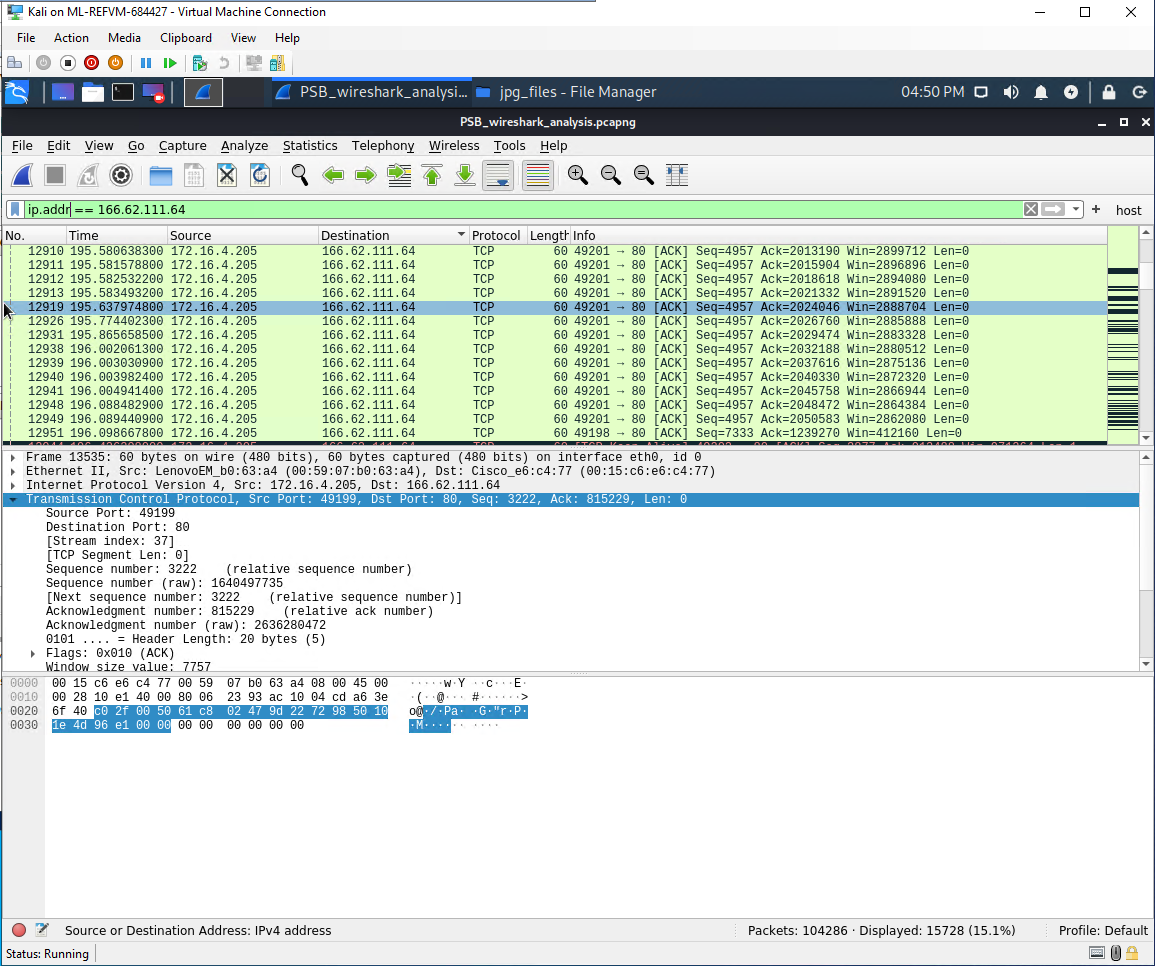 Kali on ML-REFVM-684427 - Virtual Machine Connection
File Action Media Clipboard View Help
PSB_wireshark_analysi... jpg_files - File Manager 04:50 PM
PSB_wireshark_analysis.pcapng
File Edit View Go Capture Analyze Statistics Telephony Wireless Tools Help
ip.addr == 166.62.111.64 + host
No. Time Source Destination Protocol Length Info
12910 195.580638300 172.16.4.205 166.62.111.64 TCP 60 49201 → 80 [ACK] Seq=4957 Ack=2013190 Win=2899712 Len=0
12911 195.581578800 172.16.4.205 166.62.111.64 TCP 60 49201 → 80 [ACK] Seq=4957 Ack=2015904 Win=2896896 Len=0
12912 195.582532200 172.16.4.205 166.62.111.64 TCP 60 49201 → 80 [ACK] Seq=4957 Ack=2018618 Win=2894080 Len=0
12913 195.583493200 172.16.4.205 166.62.111.64 TCP 60 49201 → 80 [ACK] Seq=4957 Ack=2021332 Win=2891520 Len=0
12919 195.637974800 172.16.4.205 166.62.111.64 TCP 60 49201 → 80 [ACK] Seq=4957 Ack=2024046 Win=2888704 Len=0
12926 195.774402300 172.16.4.205 166.62.111.64 TCP 60 49201 → 80 [ACK] Seq=4957 Ack=2026760 Win=2885888 Len=0
12931 195.865658500 172.16.4.205 166.62.111.64 TCP 60 49201 → 80 [ACK] Seq=4957 Ack=2029474 Win=2883328 Len=0
12938 196.002061300 172.16.4.205 166.62.111.64 TCP 60 49201 → 80 [ACK] Seq=4957 Ack=2032188 Win=2880512 Len=0
12939 196.003030900 172.16.4.205 166.62.111.64 TCP 60 49201 → 80 [ACK] Seq=4957 Ack=2037616 Win=2875136 Len=0
12940 196.003982400 172.16.4.205 166.62.111.64 TCP 60 49201 → 80 [ACK] Seq=4957 Ack=2040330 Win=2872320 Len=0
12941 196.004941400 172.16.4.205 166.62.111.64 TCP 60 49201 → 80 [ACK] Seq=4957 Ack=2045758 Win=2866944 Len=0
12948 196.088482900 172.16.4.205 166.62.111.64 TCP 60 49201 → 80 [ACK] Seq=4957 Ack=2048472 Win=2864384 Len=0
12949 196.089440900 172.16.4.205 166.62.111.64 TCP 60 49201 → 80 [ACK] Seq=4957 Ack=2050583 Win=2862080 Len=0
12951 196.098667800 172.16.4.205 166.62.111.64 TCP 60 49198 → 80 [ACK] Seq=7333 Ack=1239270 Win=412160 Len=0
Frame 13535: 60 bytes on wire (480 bits), 60 bytes captured (480 bits) on interface eth0, id 0
Ethernet II, Src: LenovoEM_b0:63:a4 (00:59:07:b0:63:a4), Dst: Cisco_e6:c4:77 (00:15:c6:e6:c4:77)
Internet Protocol Version 4, Src: 172.16.4.205, Dst: 166.62.111.64
Transmission Control Protocol, Src Port: 49199, Dst Port: 80, Seq: 3222, Ack: 815229, Len: 0
Source Port: 49199
Destination Port: 80
[Stream index: 37]
[TCP Segment Len: 0]
Sequence number: 3222 (relative sequence number)
Sequence number (raw): 1640497735
[Next sequence number: 3222 (relative sequence number)]
Acknowledgment number: 815229 (relative ack number)
Acknowledgment number (raw): 2636280472
0101 .... = Header Length: 20 bytes (5)
Flags: 0x010 (ACK)
Window size value: 7757
0000 00 15 c6 e6 c4 77 00 59 07 b0 63 a4 08 00 45 00 ·····w·Y ··c···E·
0010 00 28 10 e1 40 00 80 06 23 93 ac 10 04 cd a6 3e ·(··@··· #······>
0020 6f 40 c0 2f 00 50 61 c8 02 47 9d 22 72 98 50 10 o@·/·Pa· ·G·"r·P·
0030 1e 4d 96 e1 00 00 00 00 00 00 00 00 ·M······ ····
Source or Destination Address: IPv4 address Packets: 104286 · Displayed: 15728 (15.1%) Profile: Default
Status: Running